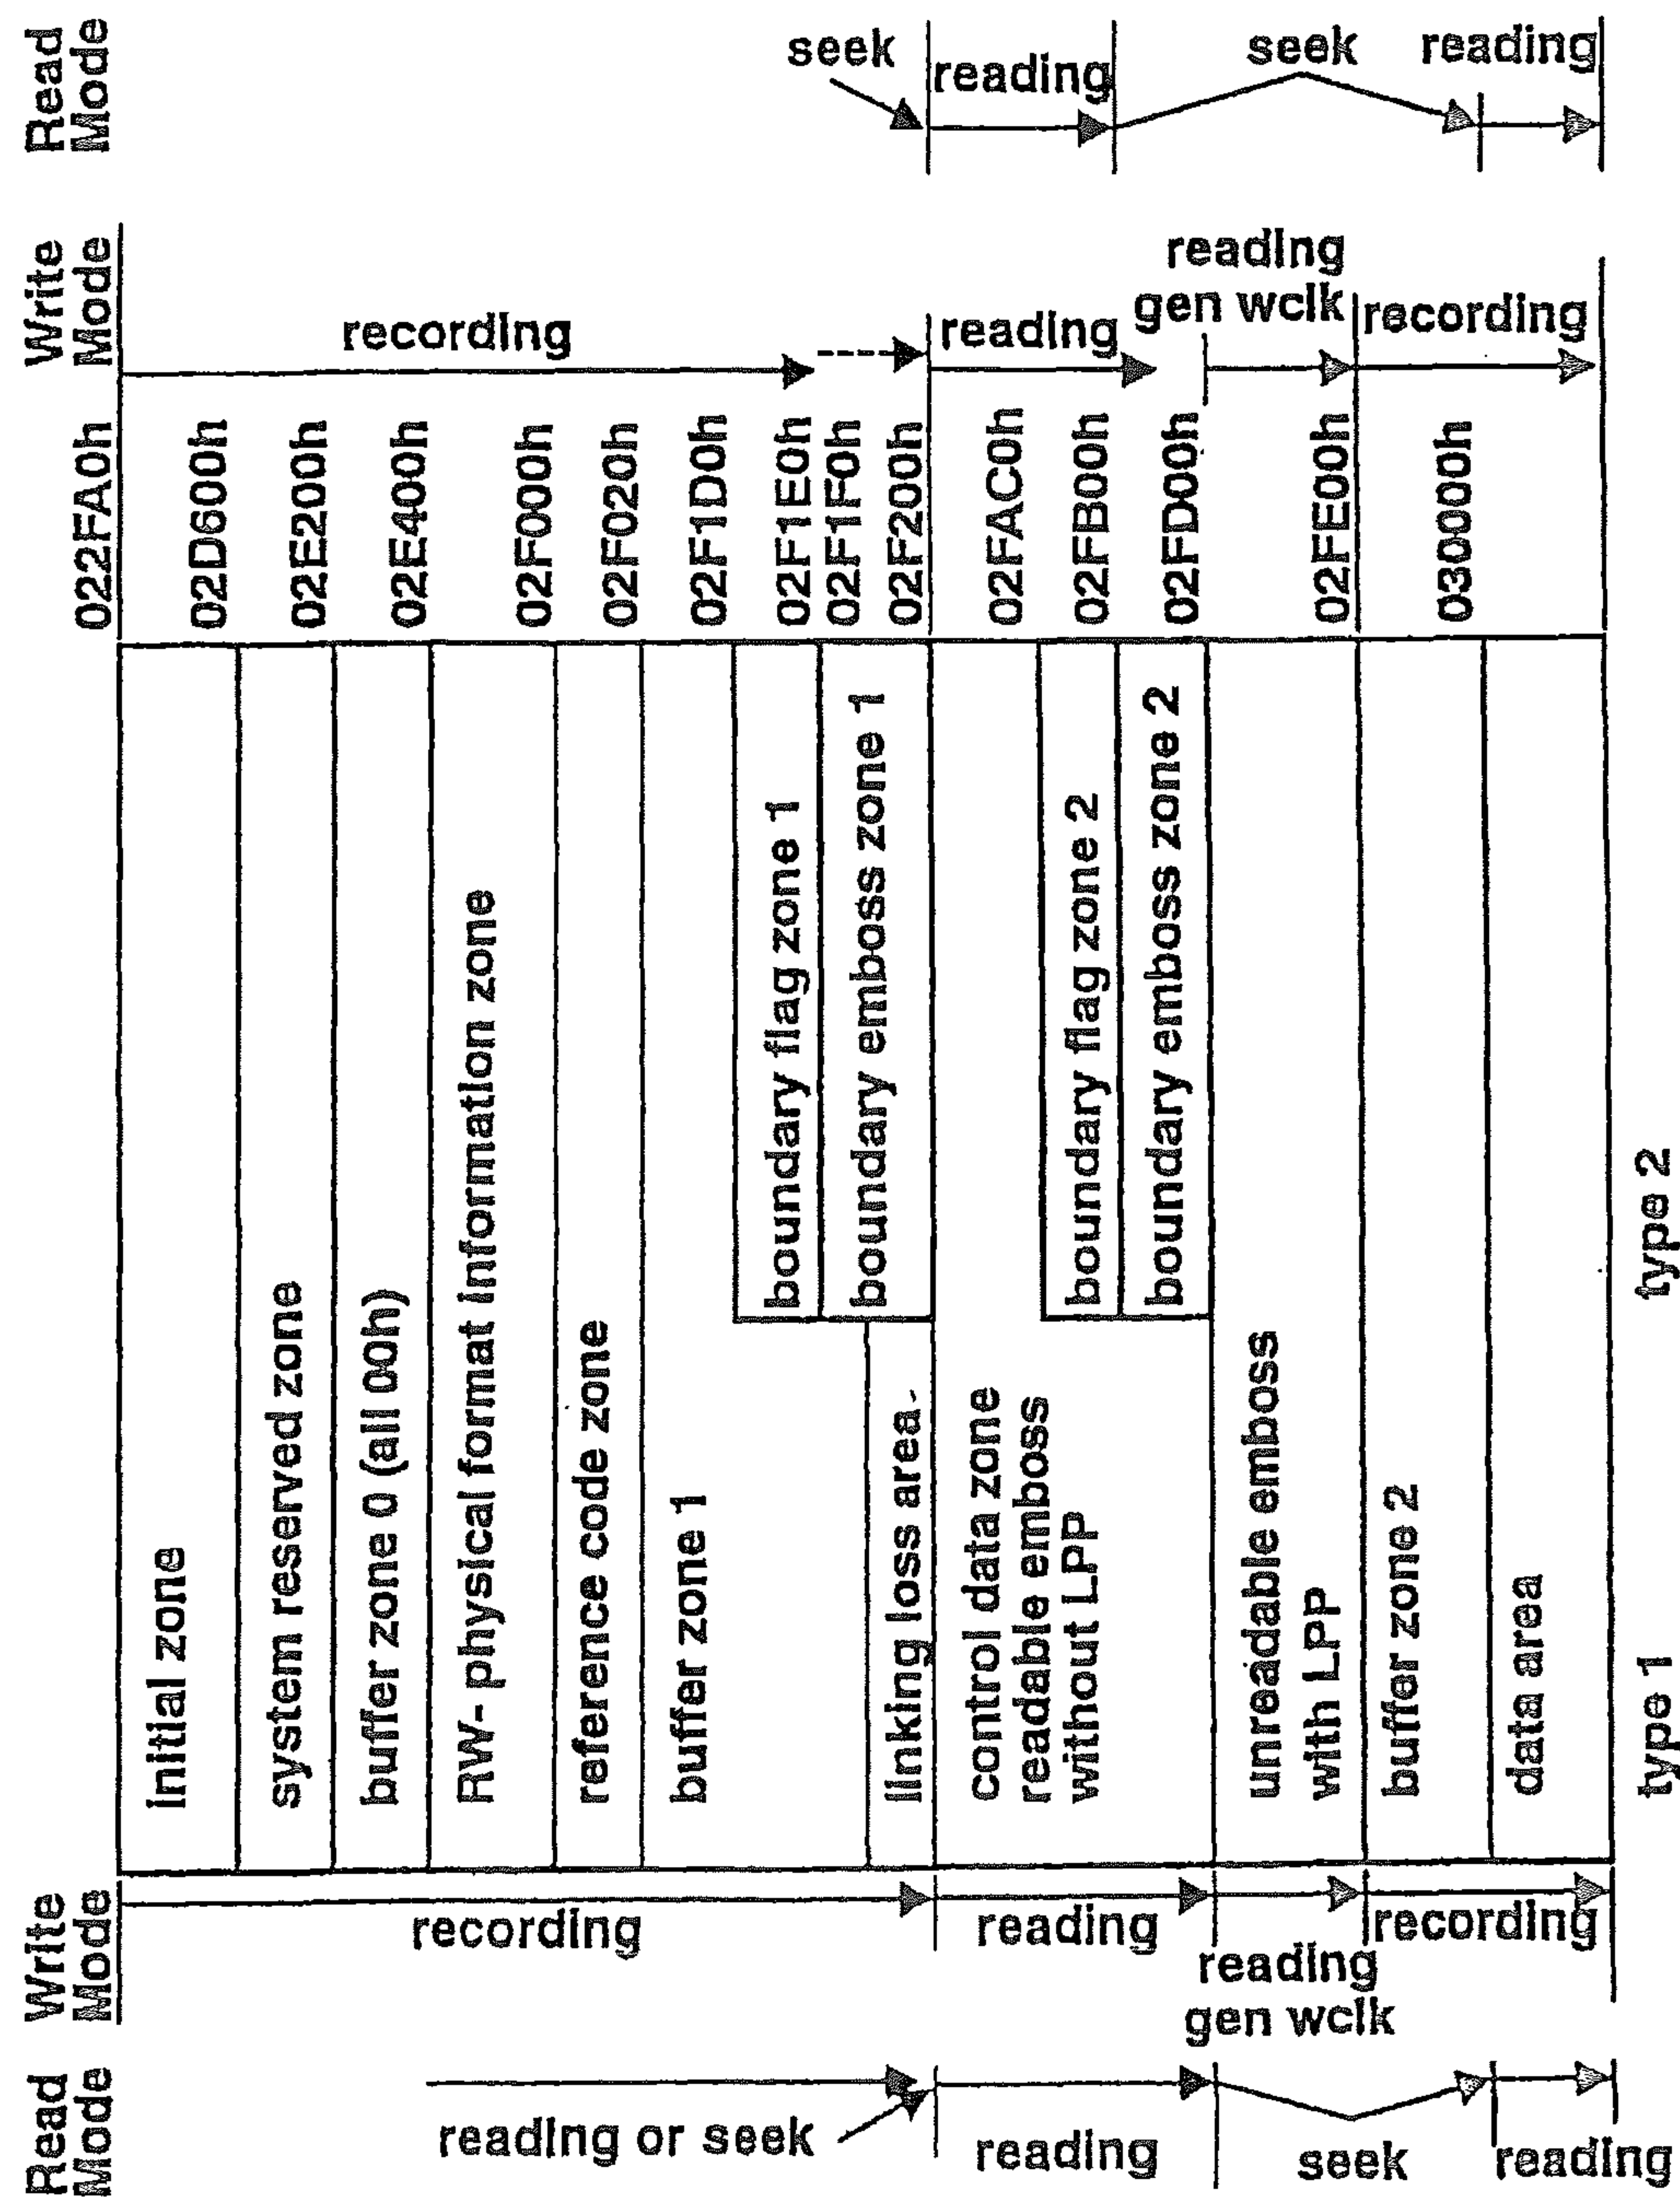 Read
Mode
seek
reading
seek
reading
Write
Mode
recording
reading
reading
gen wclk
recording
022FA0h
02D600h
02E200h
02E400h
02F000h
02F020h
02F1D0h
02F1E0h
02F1F0h
02F200h
02FAC0h
02FB00h
02FD00h
02FE00h
030000h
initial zone
system reserved zone
buffer zone 0 (all 00h)
RW- physical format information zone
reference code zone
buffer zone 1
boundary flag zone 1
boundary emboss zone 1
linking loss area
control data zone
readable emboss
without LPP
boundary flag zone 2
boundary emboss zone 2
unreadable emboss
with LPP
buffer zone 2
data area
type 1
type 2
Write
Mode
recording
reading
reading
gen wclk
recording
Read
Mode
reading or seek
reading
seek
reading